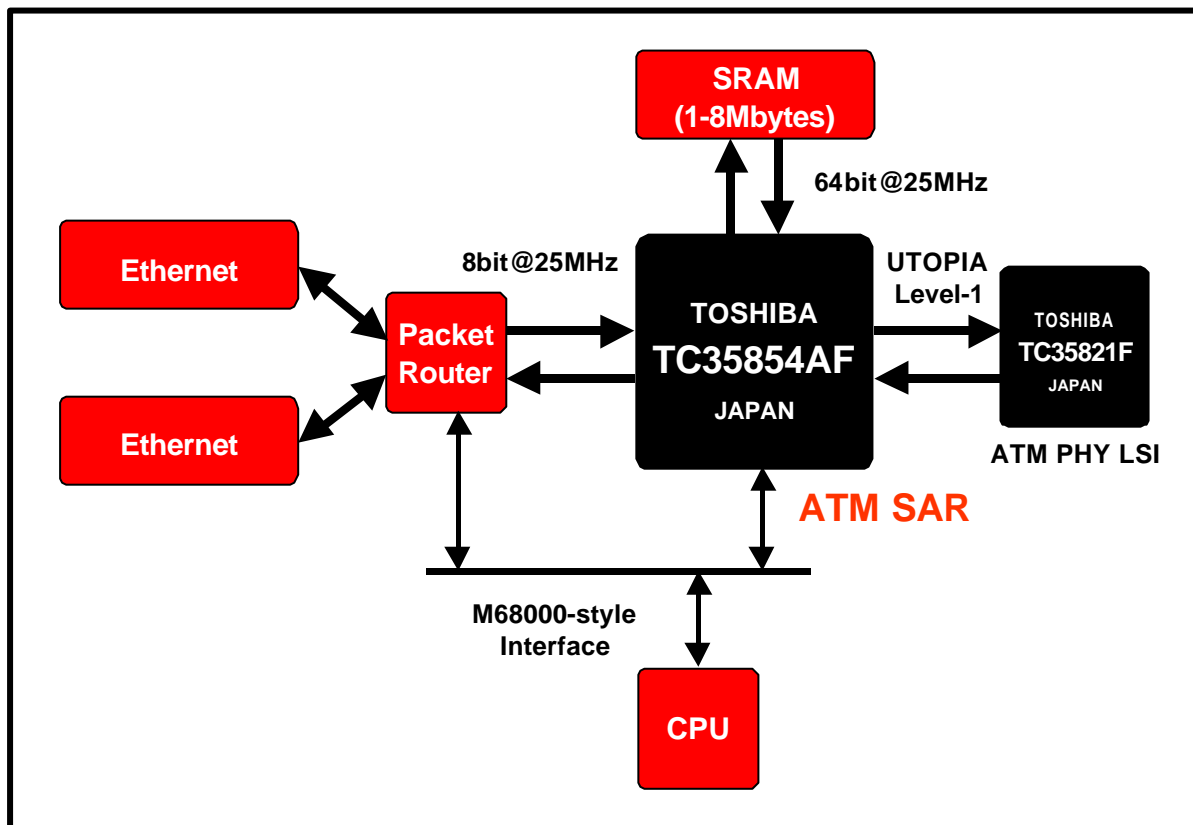 SRAM
(1-8Mbytes)
64bit@25MHz
Ethernet
8bit@25MHz
UTOPIA
Level-1
Packet
Router
TOSHIBA
TC35854AF
JAPAN
TOSHIBA
TC35821F
JAPAN
Ethernet
ATM PHY LSI
ATM SAR
M68000-style
Interface
CPU